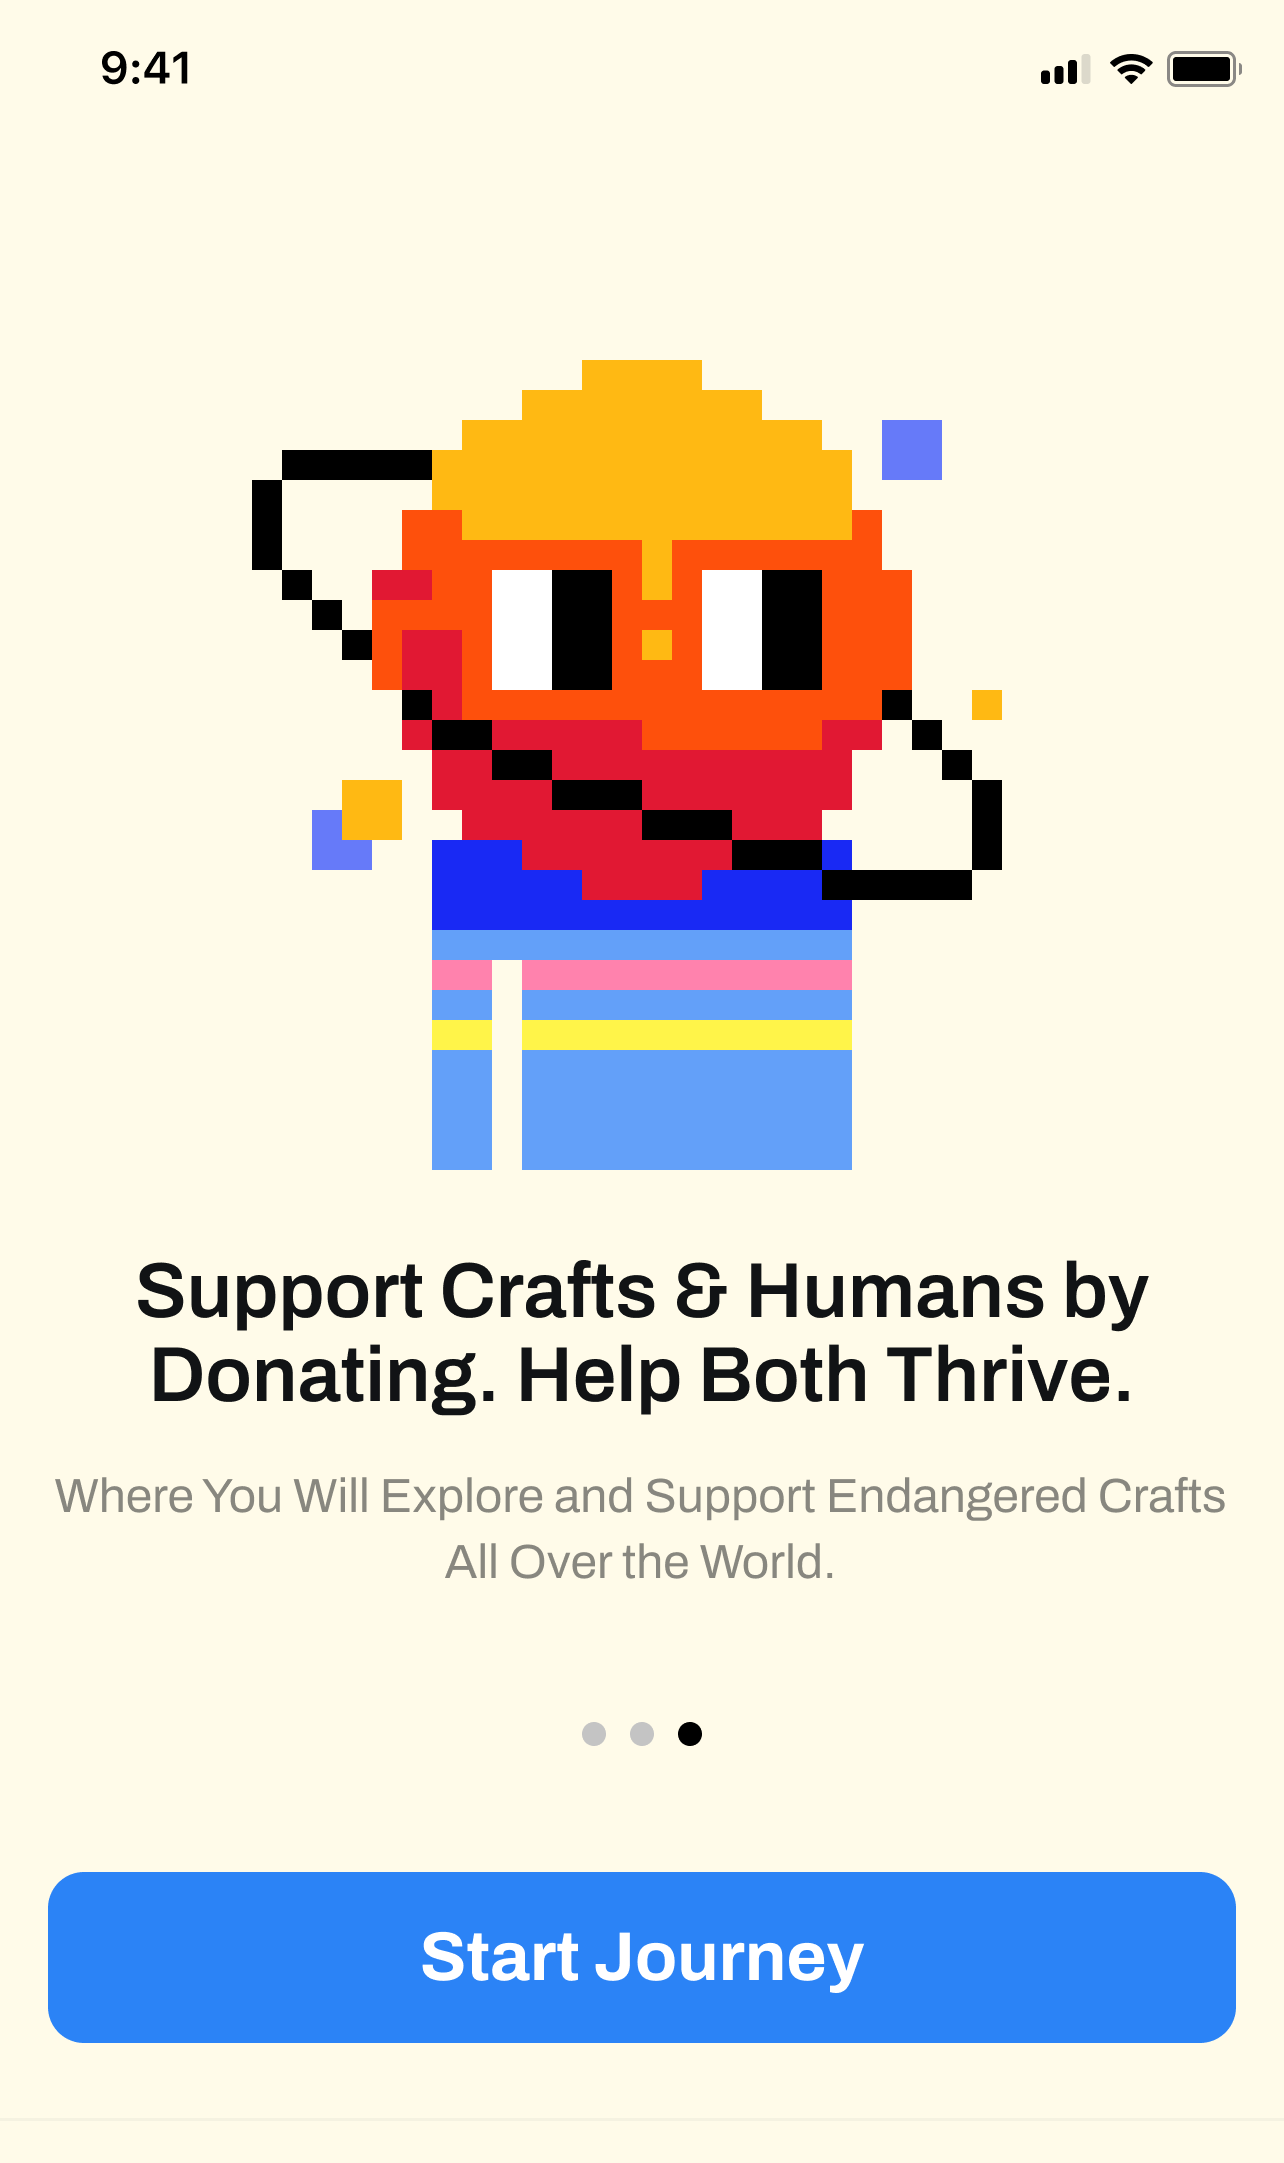 9:41
Support Crafts & Humans by
Donating. Help Both Thrive.
Where You Will Explore and Support Endangered Crafts
All Over the World.
Start Journey